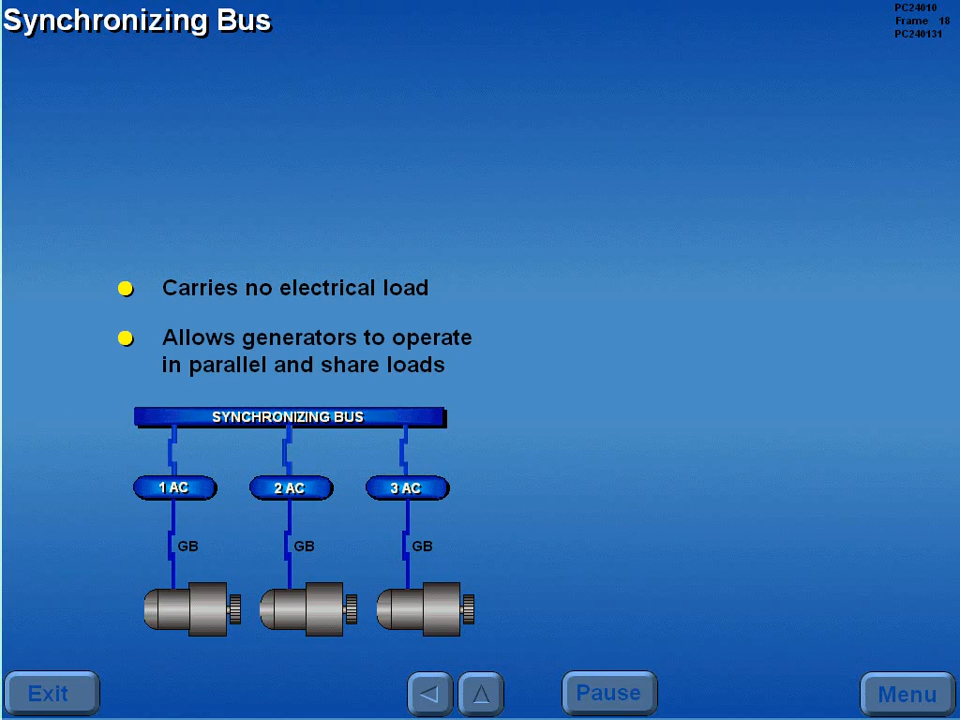 Synchronizing Bus
PC24010
Frame 18
PC240131
Carries no electrical load
Allows generators to operate
in parallel and share loads
SYNCHRONIZING BUS
1 AC
2 AC
3 AC
GB
GB
GB
Exit
Pause
Menu